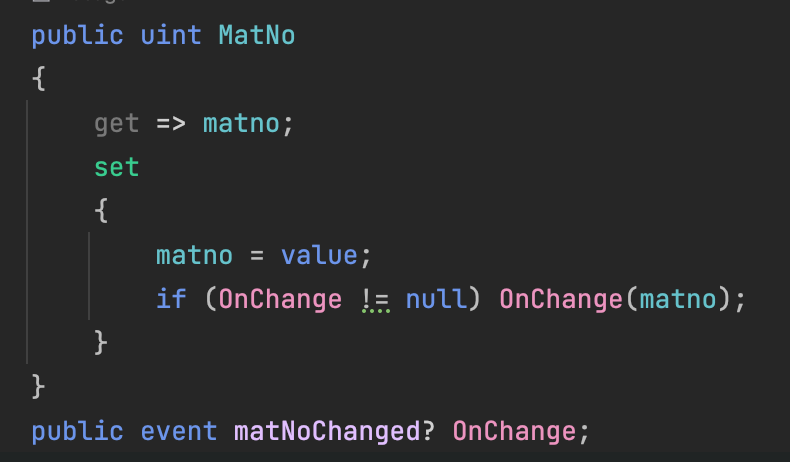 public uint MatNo
{
get => matno;
set
{
matno = value;
if (OnChange != null) OnChange(matno);
}
}
public event matNoChanged? OnChange;